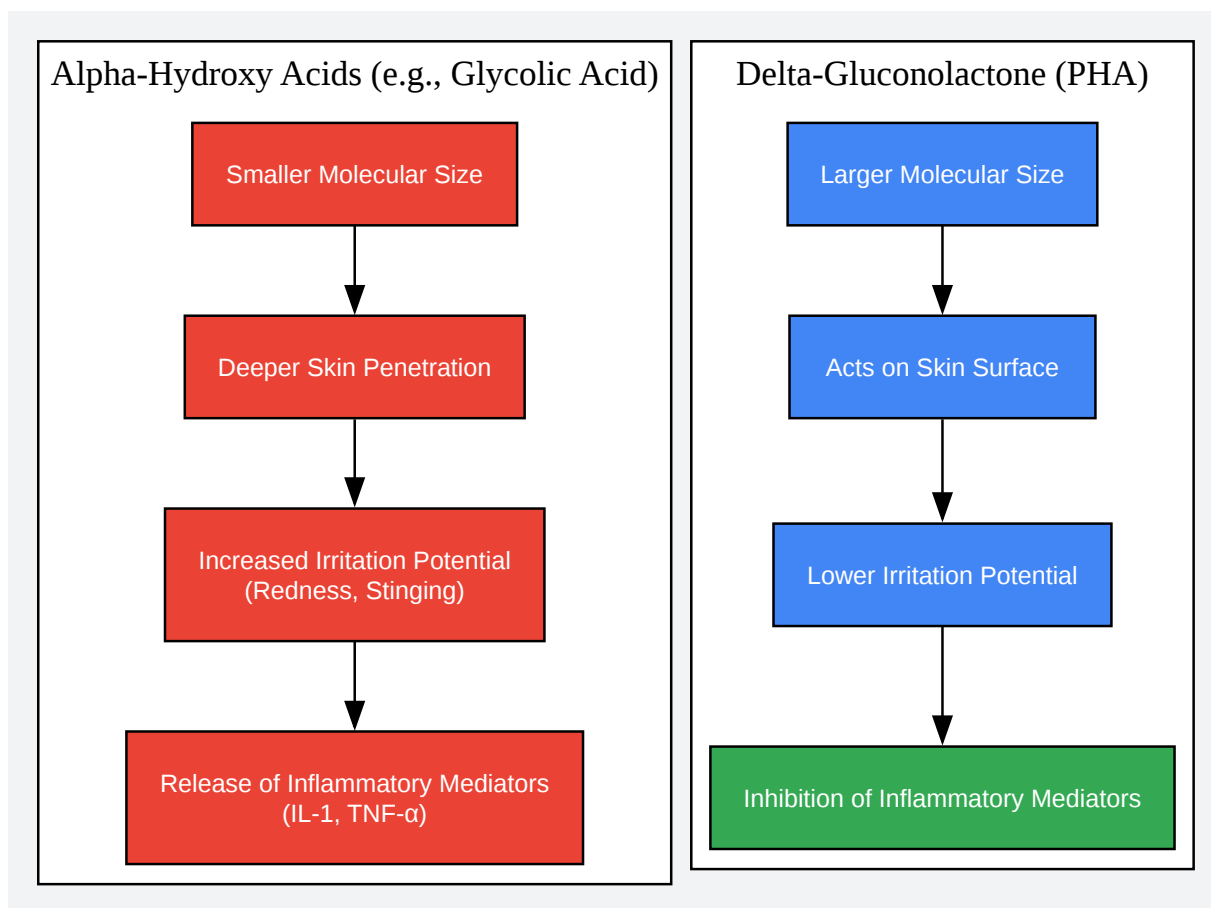 Alpha-Hydroxy Acids (e.g., Glycolic Acid)
Smaller Molecular Size
Deeper Skin Penetration
Increased Irritation Potential
(Redness, Stinging)
Release of Inflammatory Mediators
(IL-1, TNF-α)
Delta-Gluconolactone (PHA)
Larger Molecular Size
Acts on Skin Surface
Lower Irritation Potential
Inhibition of Inflammatory Mediators